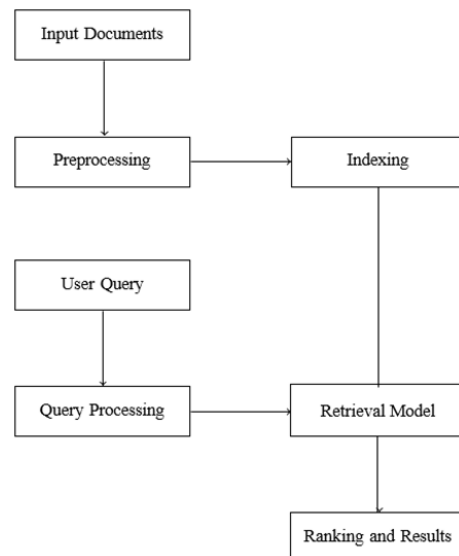 Input Documents
Preprocessing
Indexing
User Query
Query Processing
Retrieval Model
Ranking and Results